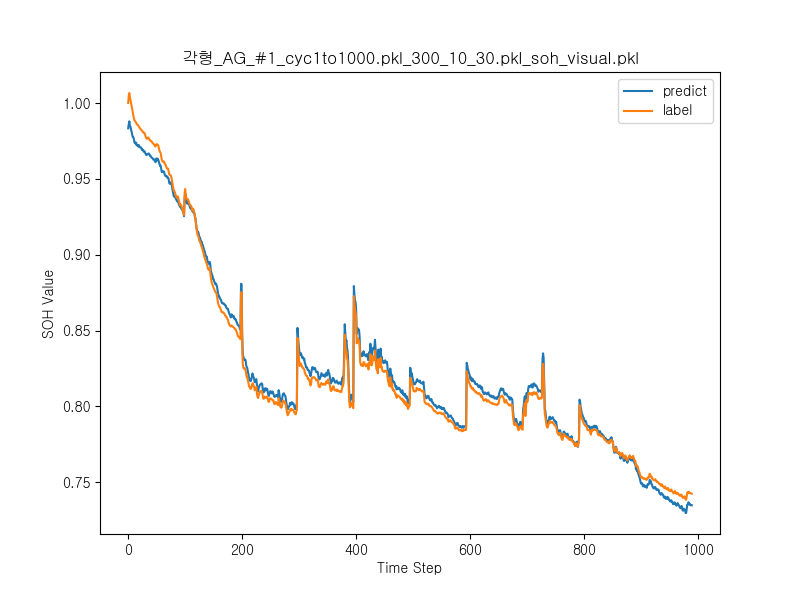 각형_AG_#1_cyc1to1000.pkl_300_10_30.pkl_soh_visual.pkl
predict
label
1.00
0.95
0.90
0.85
0.80
0.75
SOH Value
0 200 400 600 800 1000
Time Step